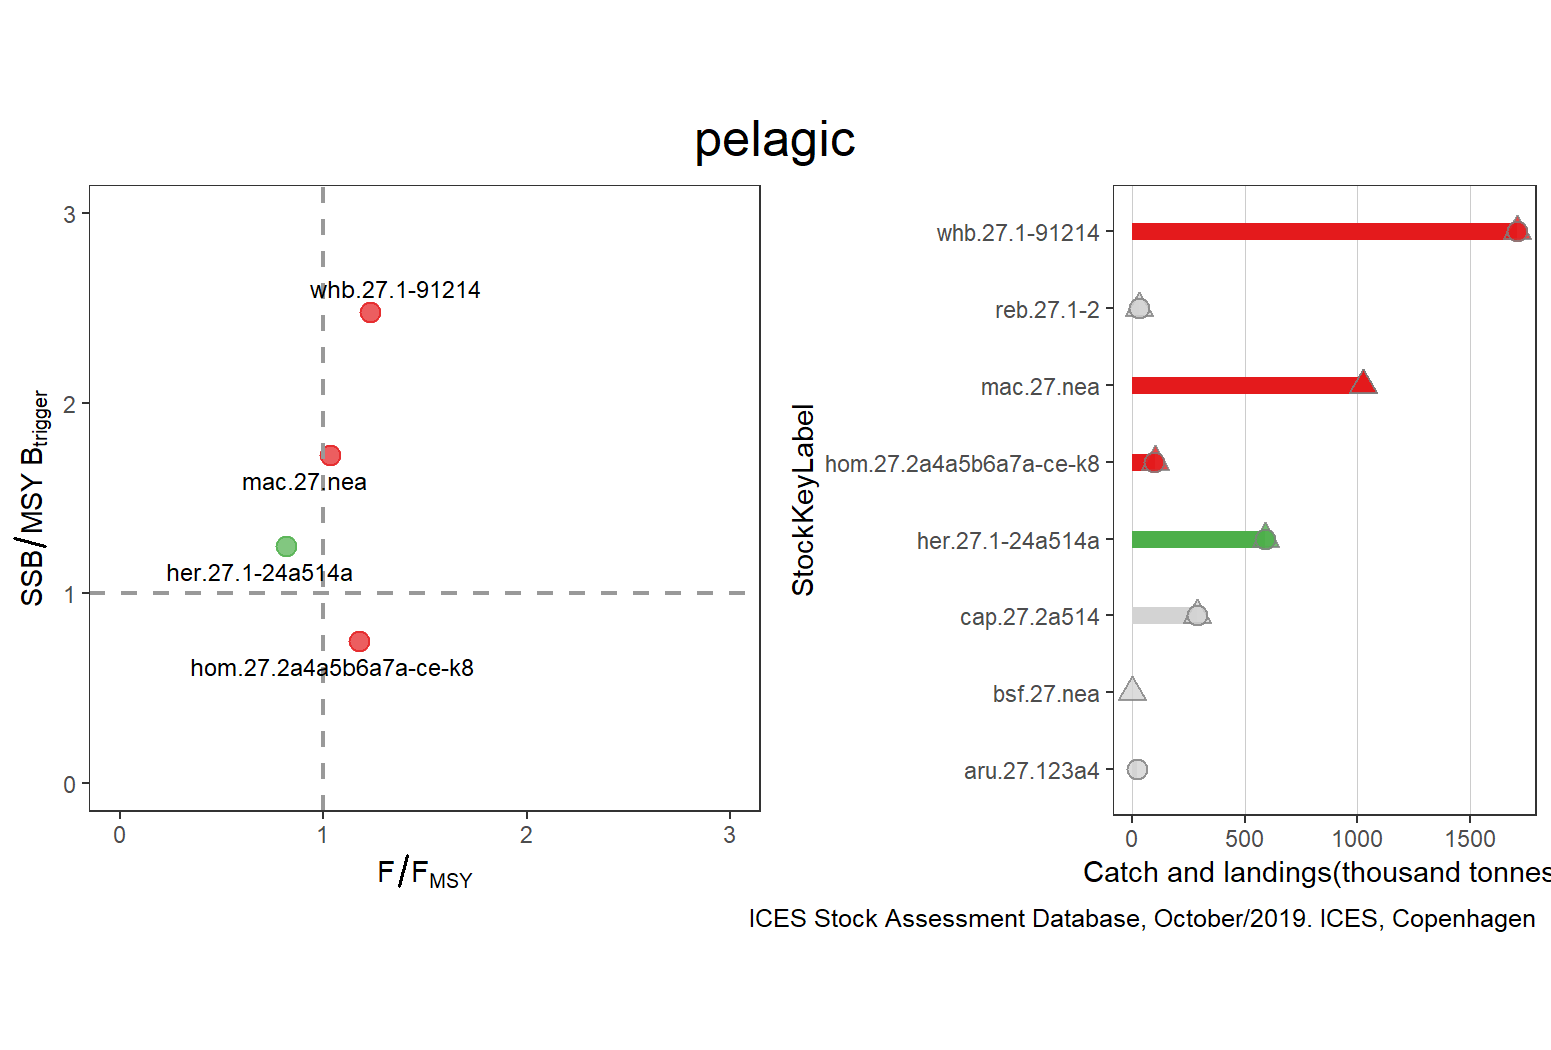 pelagic
3
2
1
0
SSB/MSY Btrigger
whb.27.1-91214
mac.27.nea
her.27.1-24a514a
hom.27.2a4a5b6a7a-ce-k8
0 1 2 3
F/FMSY
StockKeyLabel
whb.27.1-91214
reb.27.1-2
mac.27.nea
hom.27.2a4a5b6a7a-ce-k8
her.27.1-24a514a
cap.27.2a514
bsf.27.nea
aru.27.123a4
0 500 1000 1500
Catch and landings(thousand tonnes
ICES Stock Assessment Database, October/2019. ICES, Copenhagen